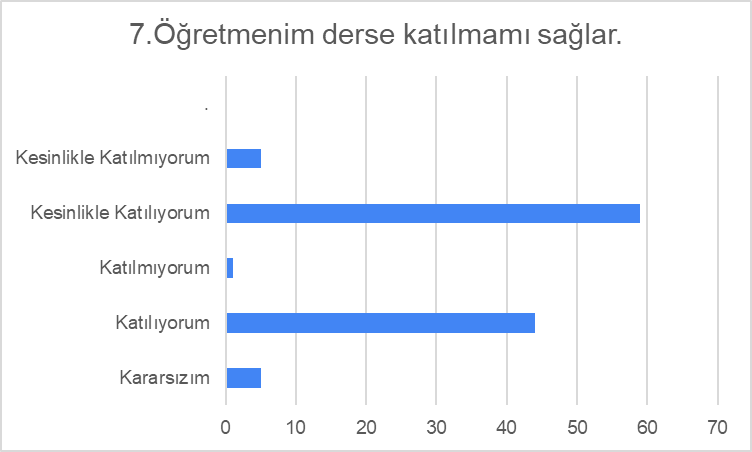 7.Öğretmenim derse katılmamı sağlar.
.
Kesinlikle Katılmıyorum
Kesinlikle Katılıyorum
Katılmıyorum
Katılıyorum
Kararsızım
0 10 20 30 40 50 60 70